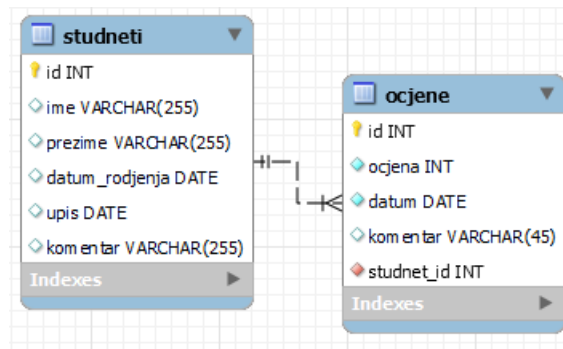 studneti
id INT
ime VARCHAR(255)
prezime VARCHAR(255)
datum_rodjenja DATE
upis DATE
komentar VARCHAR(255)
Indexes
ocjene
id INT
ocjena INT
datum DATE
komentar VARCHAR(45)
studnet_id INT
Indexes